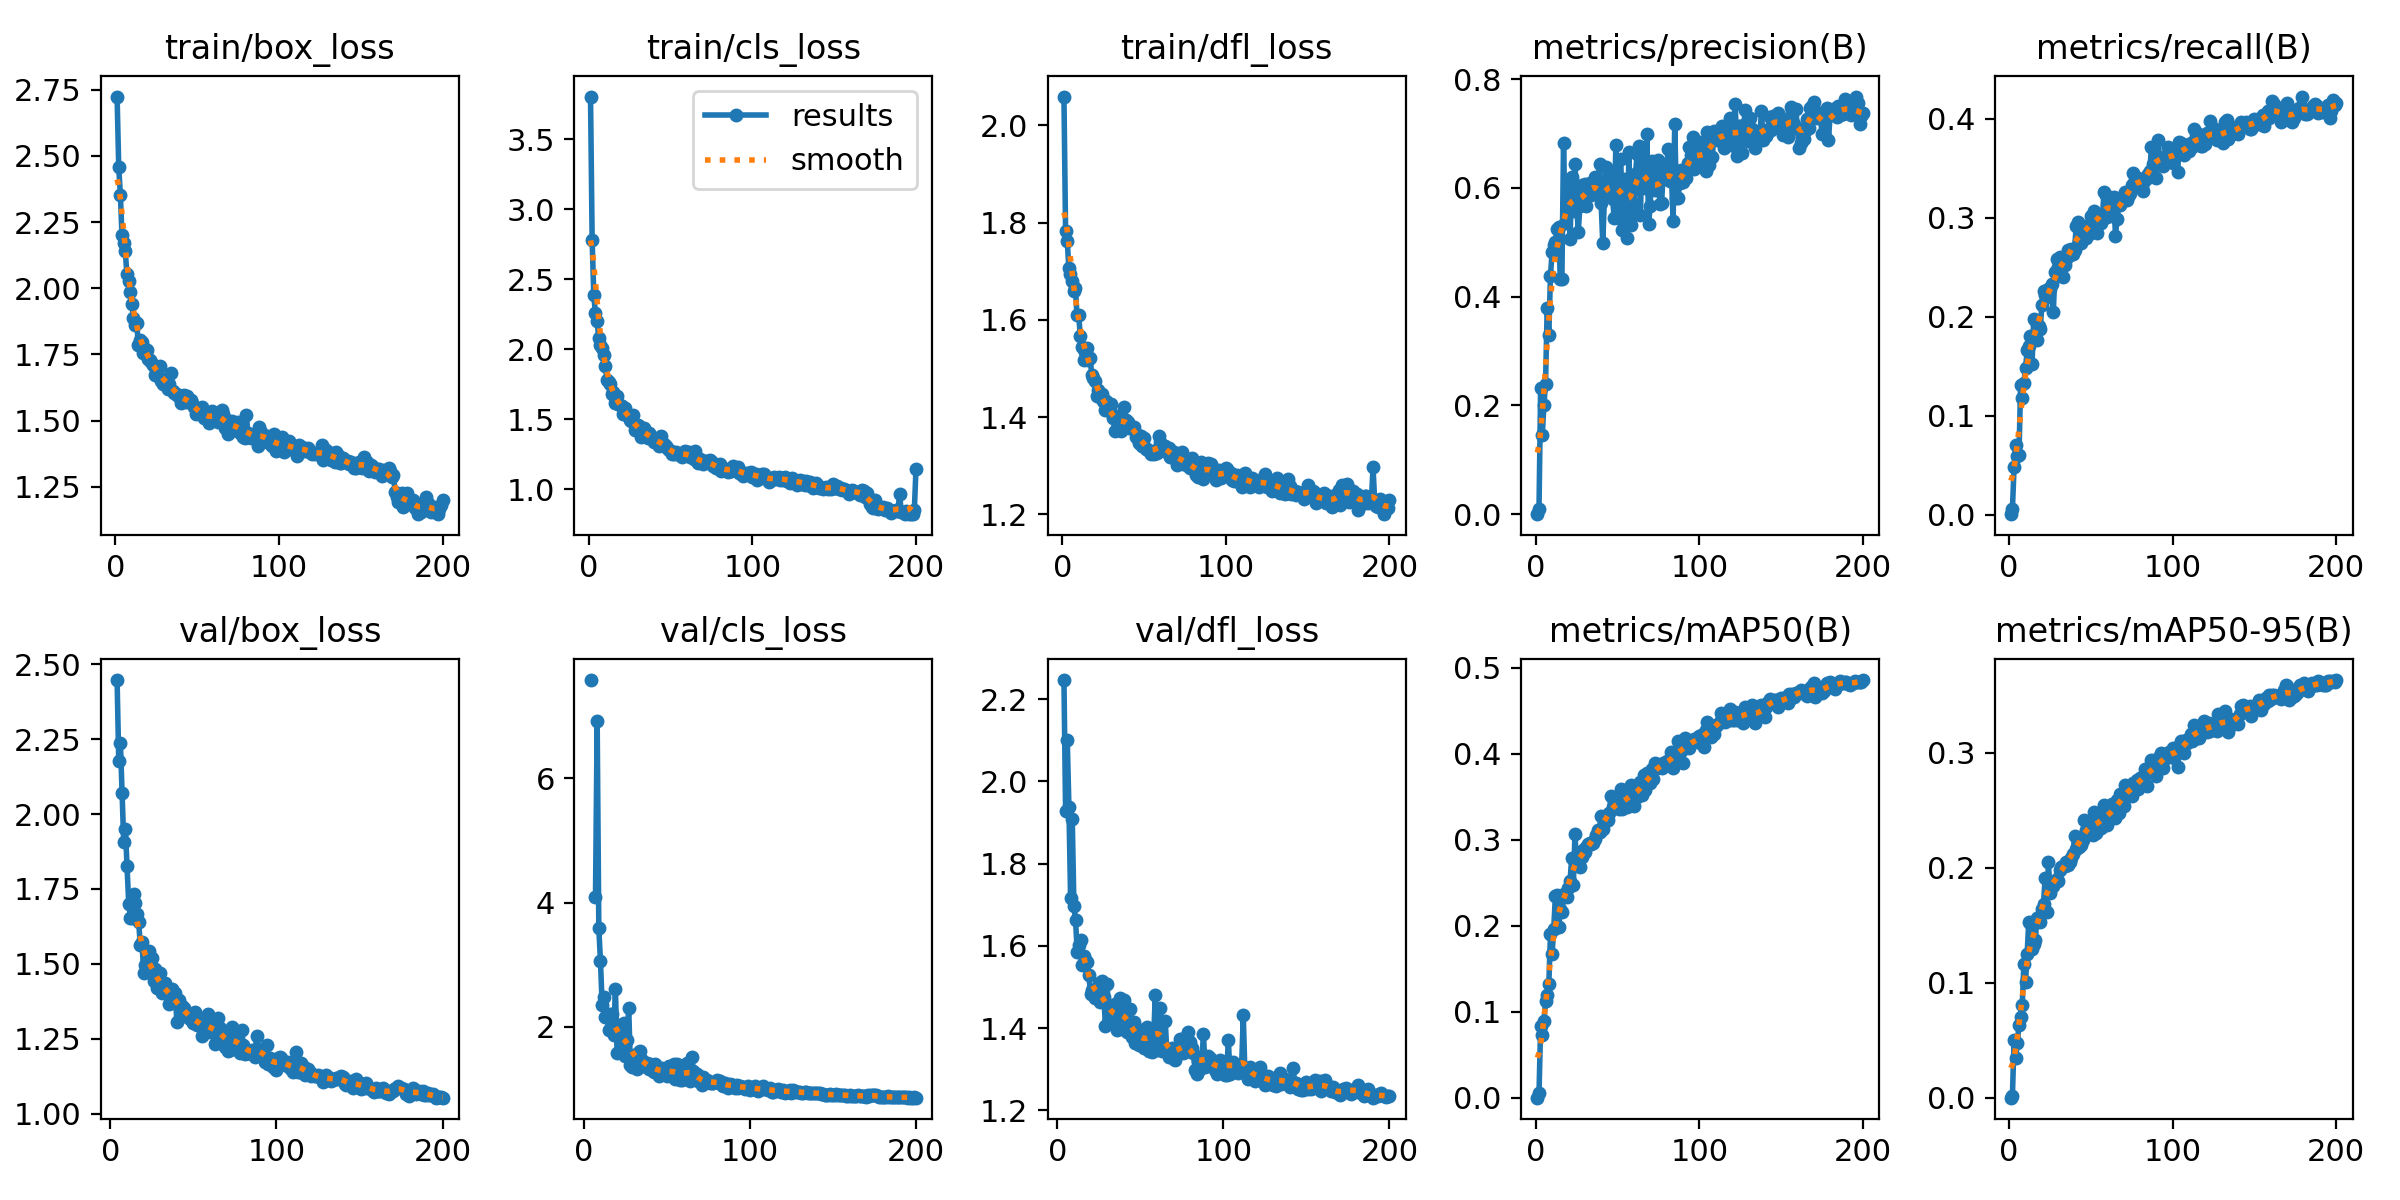 train/box_loss
2.75
2.50
2.25
2.00
1.75
1.50
1.25
0 100 200
train/cls_loss
results
smooth
3.5
3.0
2.5
2.0
1.5
1.0
0 100 200
train/dfl_loss
2.0
1.8
1.6
1.4
1.2
0 100 200
metrics/precision(B)
0.8
0.6
0.4
0.2
0.0
0 100 200
metrics/recall(B)
0.4
0.3
0.2
0.1
0.0
0 100 200
val/box_loss
2.50
2.25
2.00
1.75
1.50
1.25
1.00
0 100 200
val/cls_loss
6
4
2
0 100 200
val/dfl_loss
2.2
2.0
1.8
1.6
1.4
1.2
0 100 200
metrics/mAP50(B)
0.5
0.4
0.3
0.2
0.1
0.0
0 100 200
metrics/mAP50-95(B)
0.3
0.2
0.1
0.0
0 100 200